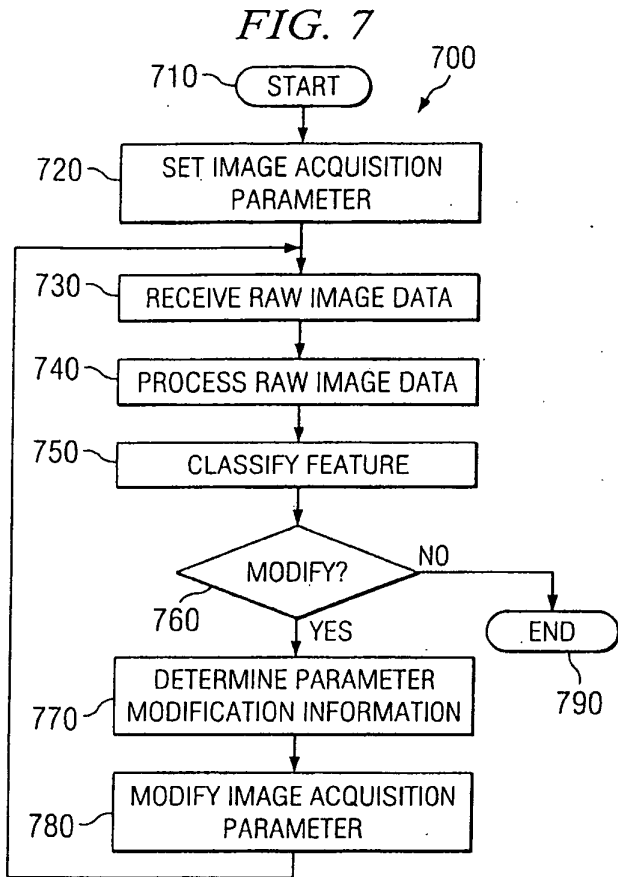 FIG. 7
700
710
START
720
SET IMAGE ACQUISITION
PARAMETER
730
RECEIVE RAW IMAGE DATA
740
PROCESS RAW IMAGE DATA
750
CLASSIFY FEATURE
MODIFY?
NO
760
YES
END
790
770
DETERMINE PARAMETER
MODIFICATION INFORMATION
780
MODIFY IMAGE ACQUISITION
PARAMETER